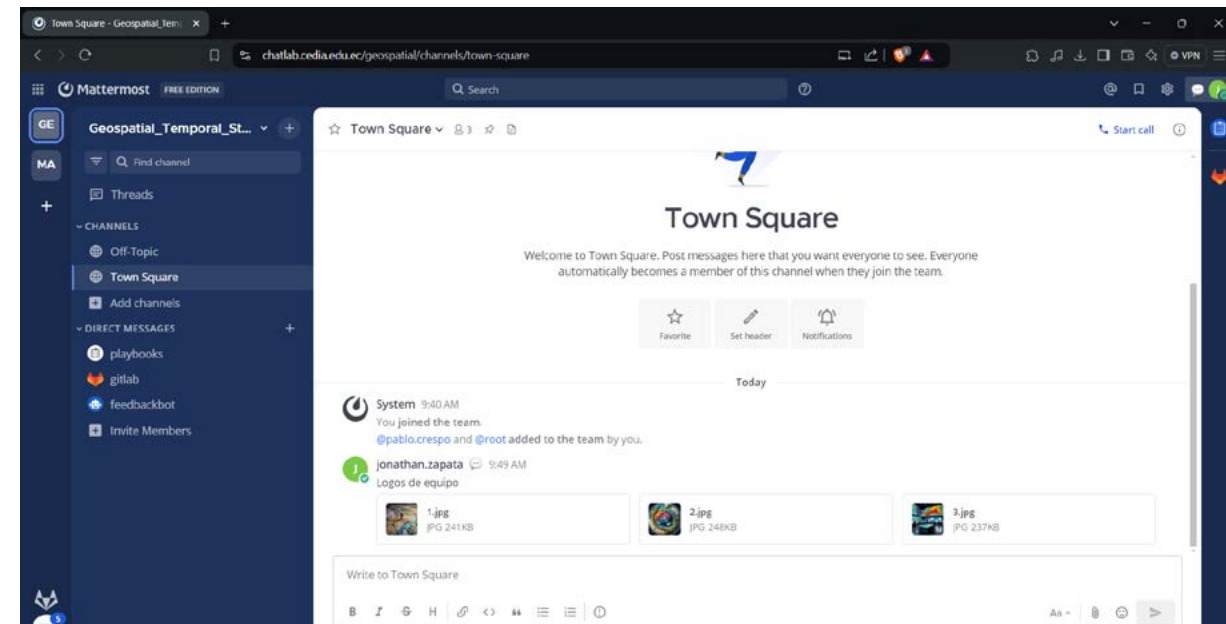 Town Square - Geospatial_Tem
chatlab.cedia.edu.ec/geospatial/channels/town-square
VPN
Mattermost FREE EDITION
Search
GE
Geospatial_Temporal_St...
Town Square
3
Start call
MA
Find channel
Threads
CHANNELS
Off-Topic
Town Square
Add channels
DIRECT MESSAGES
playbooks
gitlab
feedbackbot
Invite Members
5
Town Square
Welcome to Town Square. Post messages here that you want everyone to see. Everyone
automatically becomes a member of this channel when they join the team.
Favorite
Set header
Notifications
Today
System 9:40 AM
You joined the team.
@pablo.crespo and @root added to the team by you.
J
jonathan.zapata 9:49 AM
Logos de equipo
1.jpg
JPG 241KB
2.jpg
JPG 248KB
3.jpg
JPG 237KB
Write to Town Square
B I S H
Aa